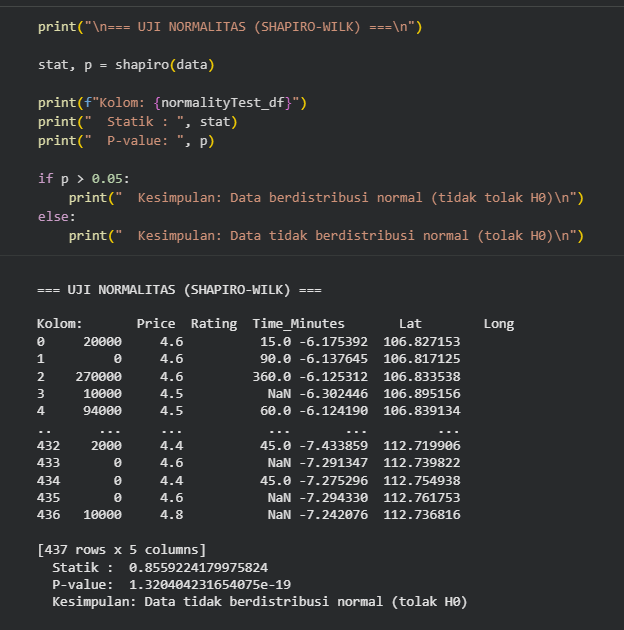 print("\n=== UJI NORMALITAS (SHAPIRO-WILK) ===\n")
stat, p = shapiro(data)
print(f"Kolom: {normalityTest_df}")
print("  Statik : ", stat)
print("  P-value: ", p)
if p > 0.05:
    print("  Kesimpulan: Data berdistribusi normal (tidak tolak H0)\n")
else:
    print("  Kesimpulan: Data tidak berdistribusi normal (tolak H0)\n")
=== UJI NORMALITAS (SHAPIRO-WILK) ===
Kolom:       Price  Rating  Time_Minutes       Lat        Long
0     20000     4.6          15.0 -6.175392  106.827153
1         0     4.6          90.0 -6.137645  106.817125
2    270000     4.6         360.0 -6.125312  106.833538
3     10000     4.5           NaN -6.302446  106.895156
4     94000     4.5          60.0 -6.124190  106.839134
..      ...     ...           ...       ...         ...
432    2000     4.4          45.0 -7.433859  112.719906
433       0     4.6           NaN -7.291347  112.739822
434       0     4.4          45.0 -7.275296  112.754938
435       0     4.6           NaN -7.294330  112.761753
436   10000     4.8           NaN -7.242076  112.736816
[437 rows x 5 columns]
  Statik :  0.8559224179975824
  P-value:  1.320404231654075e-19
  Kesimpulan: Data tidak berdistribusi normal (tolak H0)